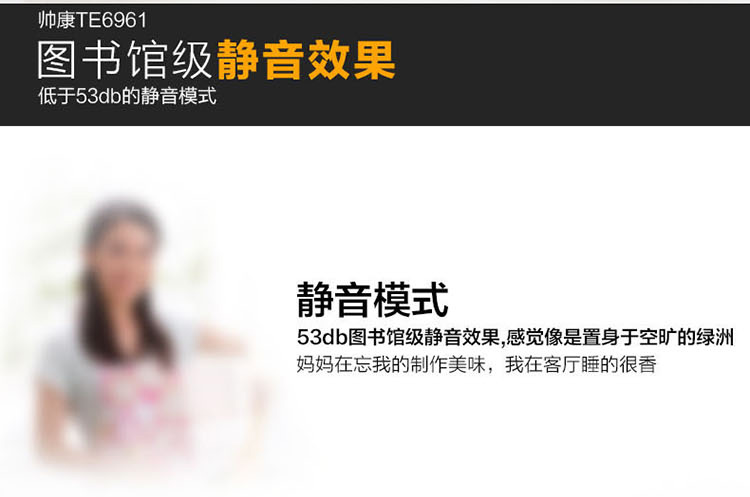 帅康TE6961
图书馆级静音效果
低于53db的静音模式
静音模式
53db图书馆级静音效果,感觉像是置身于空旷的绿洲
妈妈在忘我的制作美味，我在客厅睡的很香